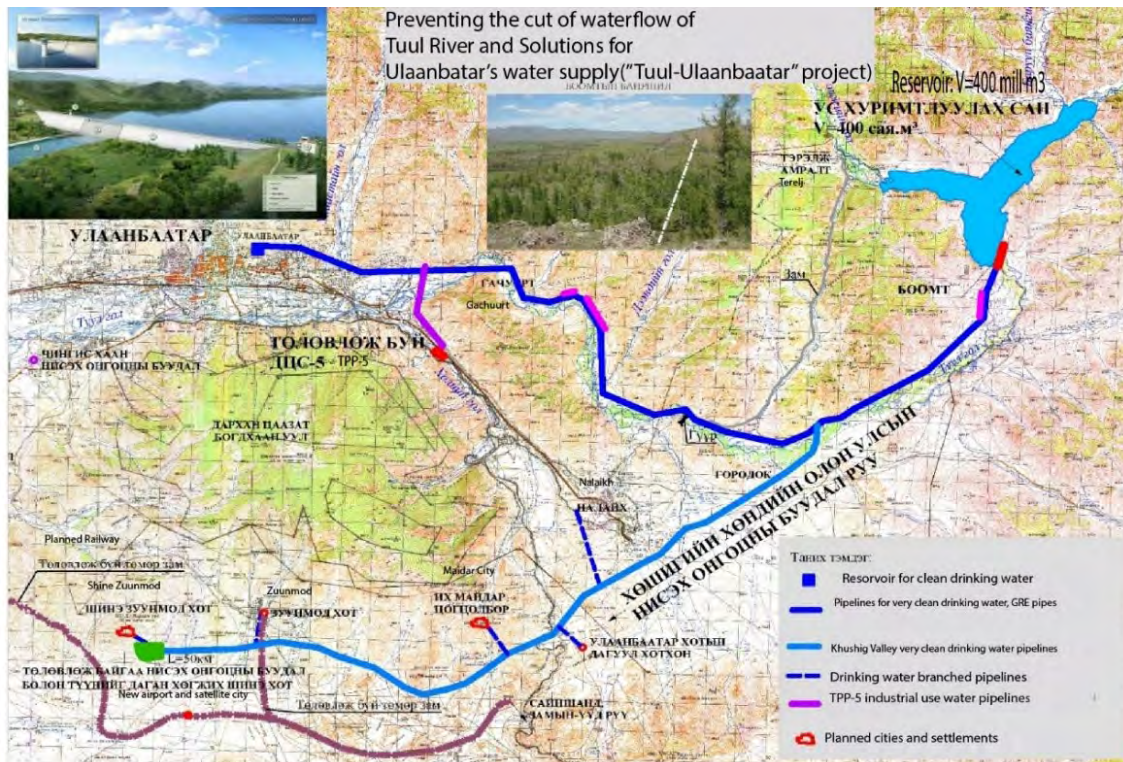 Preventing the cut of waterflow of
Tuul River and Solutions for
Ulaanbatar's water supply("Tuul-Ulaanbaatar" project)
Reservoir: V=400 mill m3
УС ХУРИМТЛУУЛАХ САН
V=400 сая.м³
ТЭРЭЛЖ
АМРАЛТ
Terelj
УЛААНБААТАР
УЛААНБААТАР
ГАЧУУРТ
Gachuurt
Зам
БООМТ
Туул гол
Туул гол
ЧИНГИС ХААН
НИСЭХ ОНГОЦНЫ БУУДАЛ
ТӨЛӨВЛӨЖ БУЙ
ДЦС-5 - TPP-5
ДАРХАН ЦААЗАТ
БОГДХААН УУЛ
ГҮҮР
ГОРОДОК
Nalaikh
НАЛАЙХ
ХӨШИГИЙН ХӨНДИЙН ОЛОН УЛСЫН
НИСЭХ ОНГОЦНЫ БУУДАЛ РУУ
Planned Railway
Төлөвлөж буй төмөр зам
Shine Zuunmod
ШИНЭ ЗУУНМОД ХОТ
Zuunmod
ЗУУНМОД ХОТ
Maidar City
ИХ МАЙДАР
ЦОГЦОЛБОР
УЛААНБААТАР ХОТЫН
ДАГУУЛ ХОТХОН
L=50км
ТӨЛӨВЛӨЖ БАЙГАА НИСЭХ ОНГОЦНЫ БУУДАЛ
БОЛОН ТҮҮНИЙГ ДАГАН ХӨГЖИХ ШИНЭ ХОТ
New airport and satellite city
Төлөвлөж буй төмөр зам
САЙНШАНД,
Таних тэмдэг:
Resorvoir for clean drinking water
Pipelines for very clean drinking water, GRE pipes
Khushig Valley very clean drinking water pipelines
Drinking water branched pipelines
TPP-5 industrial use water pipelines
Planned cities and settlements